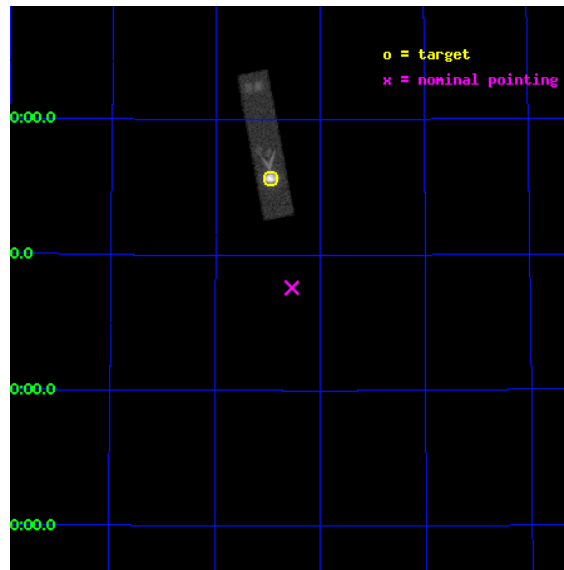 o = target
x = nominal pointing
0:00.0
0.0
0:00.0
0:00.0